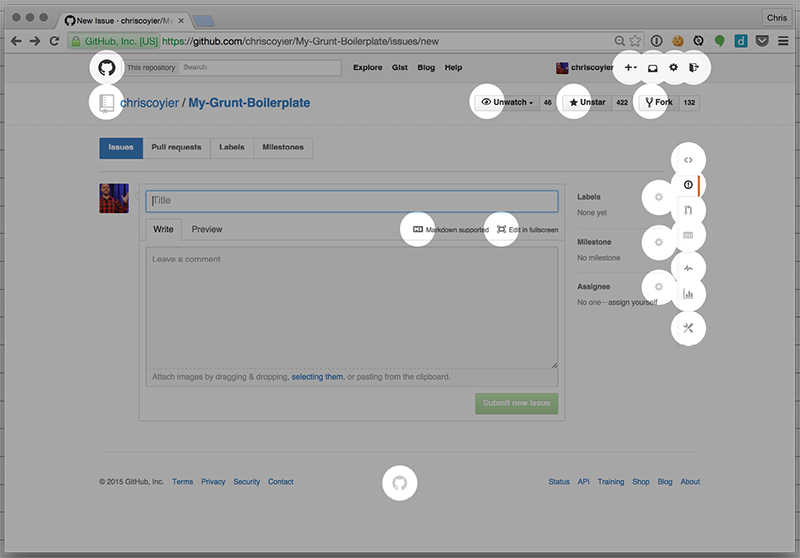 New Issue · chriscoyier/My
Chris
GitHub, Inc. [US] https://github.com/chriscoyier/My-Grunt-Boilerplate/issues/new
This repository Search Explore Gist Blog Help chriscoyier
chriscoyier / My-Grunt-Boilerplate Unwatch 46 Unstar 422 Fork 132
Issues Pull requests Labels Milestones
Title
Labels
None yet
Write Preview Markdown supported Edit in fullscreen
Milestone
No milestone
Leave a comment
Assignee
No one—assign yourself
Attach images by dragging & dropping, selecting them, or pasting from the clipboard.
Submit new issue
© 2015 GitHub, Inc. Terms Privacy Security Contact Status API Training Shop Blog About